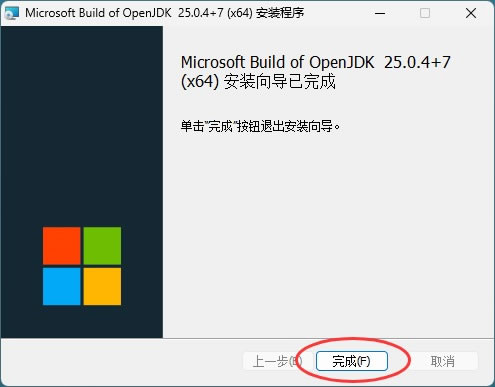 Microsoft Build of OpenJDK 25.0.4+7 (x64) 安装程序
Microsoft Build of OpenJDK 25.0.4+7
(x64) 安装向导已完成
单击"完成"按钮退出安装向导。
上一步(B) 完成(F) 取消